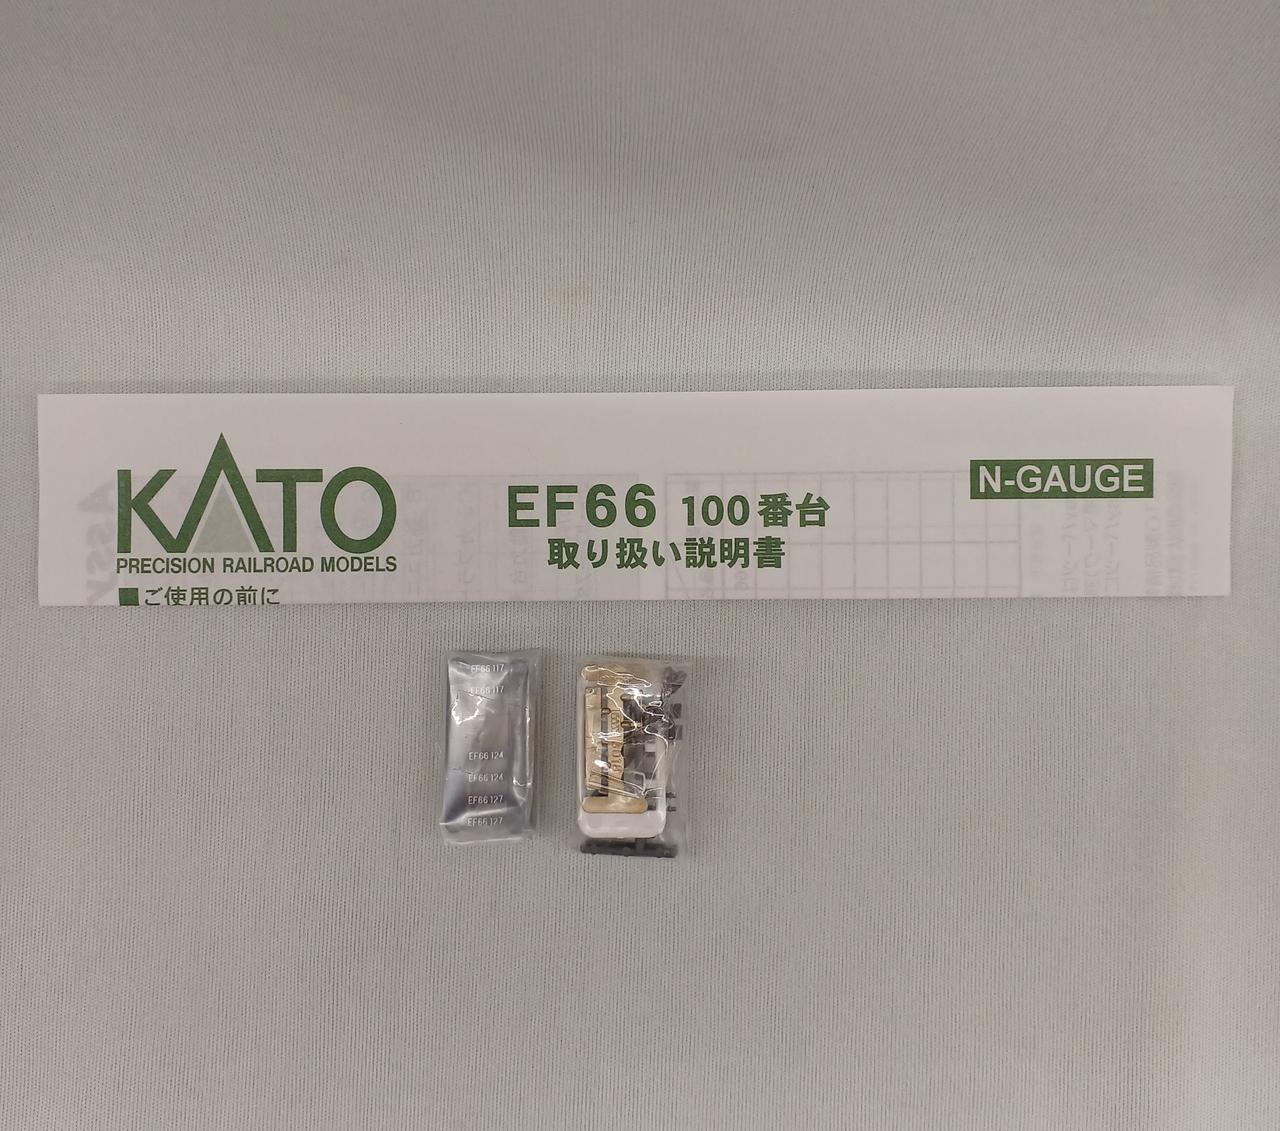 KATO
PRECISION RAILROAD MODELS
EF66 100番台
取り扱い説明書
N-GAUGE
■ご使用の前に
EF66 117
EF66 117
EF66 124
EF66 124
EF66 127
EF66 127